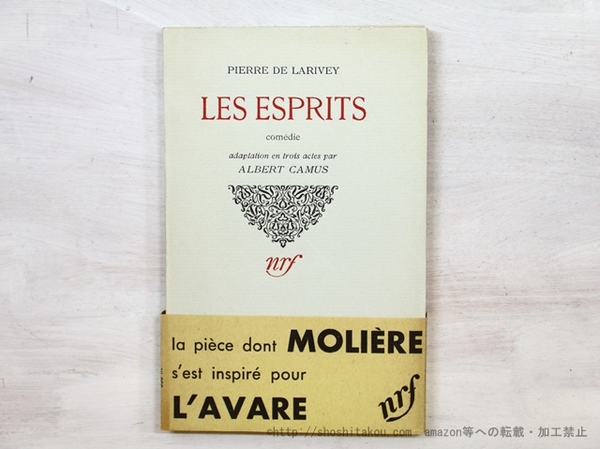 PIERRE DE LARIVEY
LES ESPRITS
comédie
adaptation en trois actes par
ALBERT CAMUS
nrf
la pièce dont MOLIÈRE
s'est inspiré pour
L'AVARE nrf
©http://shoshitakou.com amazon等への転載・加工禁止